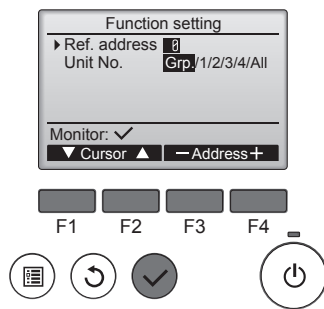 Function setting
Ref. address 0
Unit No. Grp./1/2/3/4/All
Monitor: ✓
▼ Cursor ▲ －Address＋
F1 F2 F3 F4